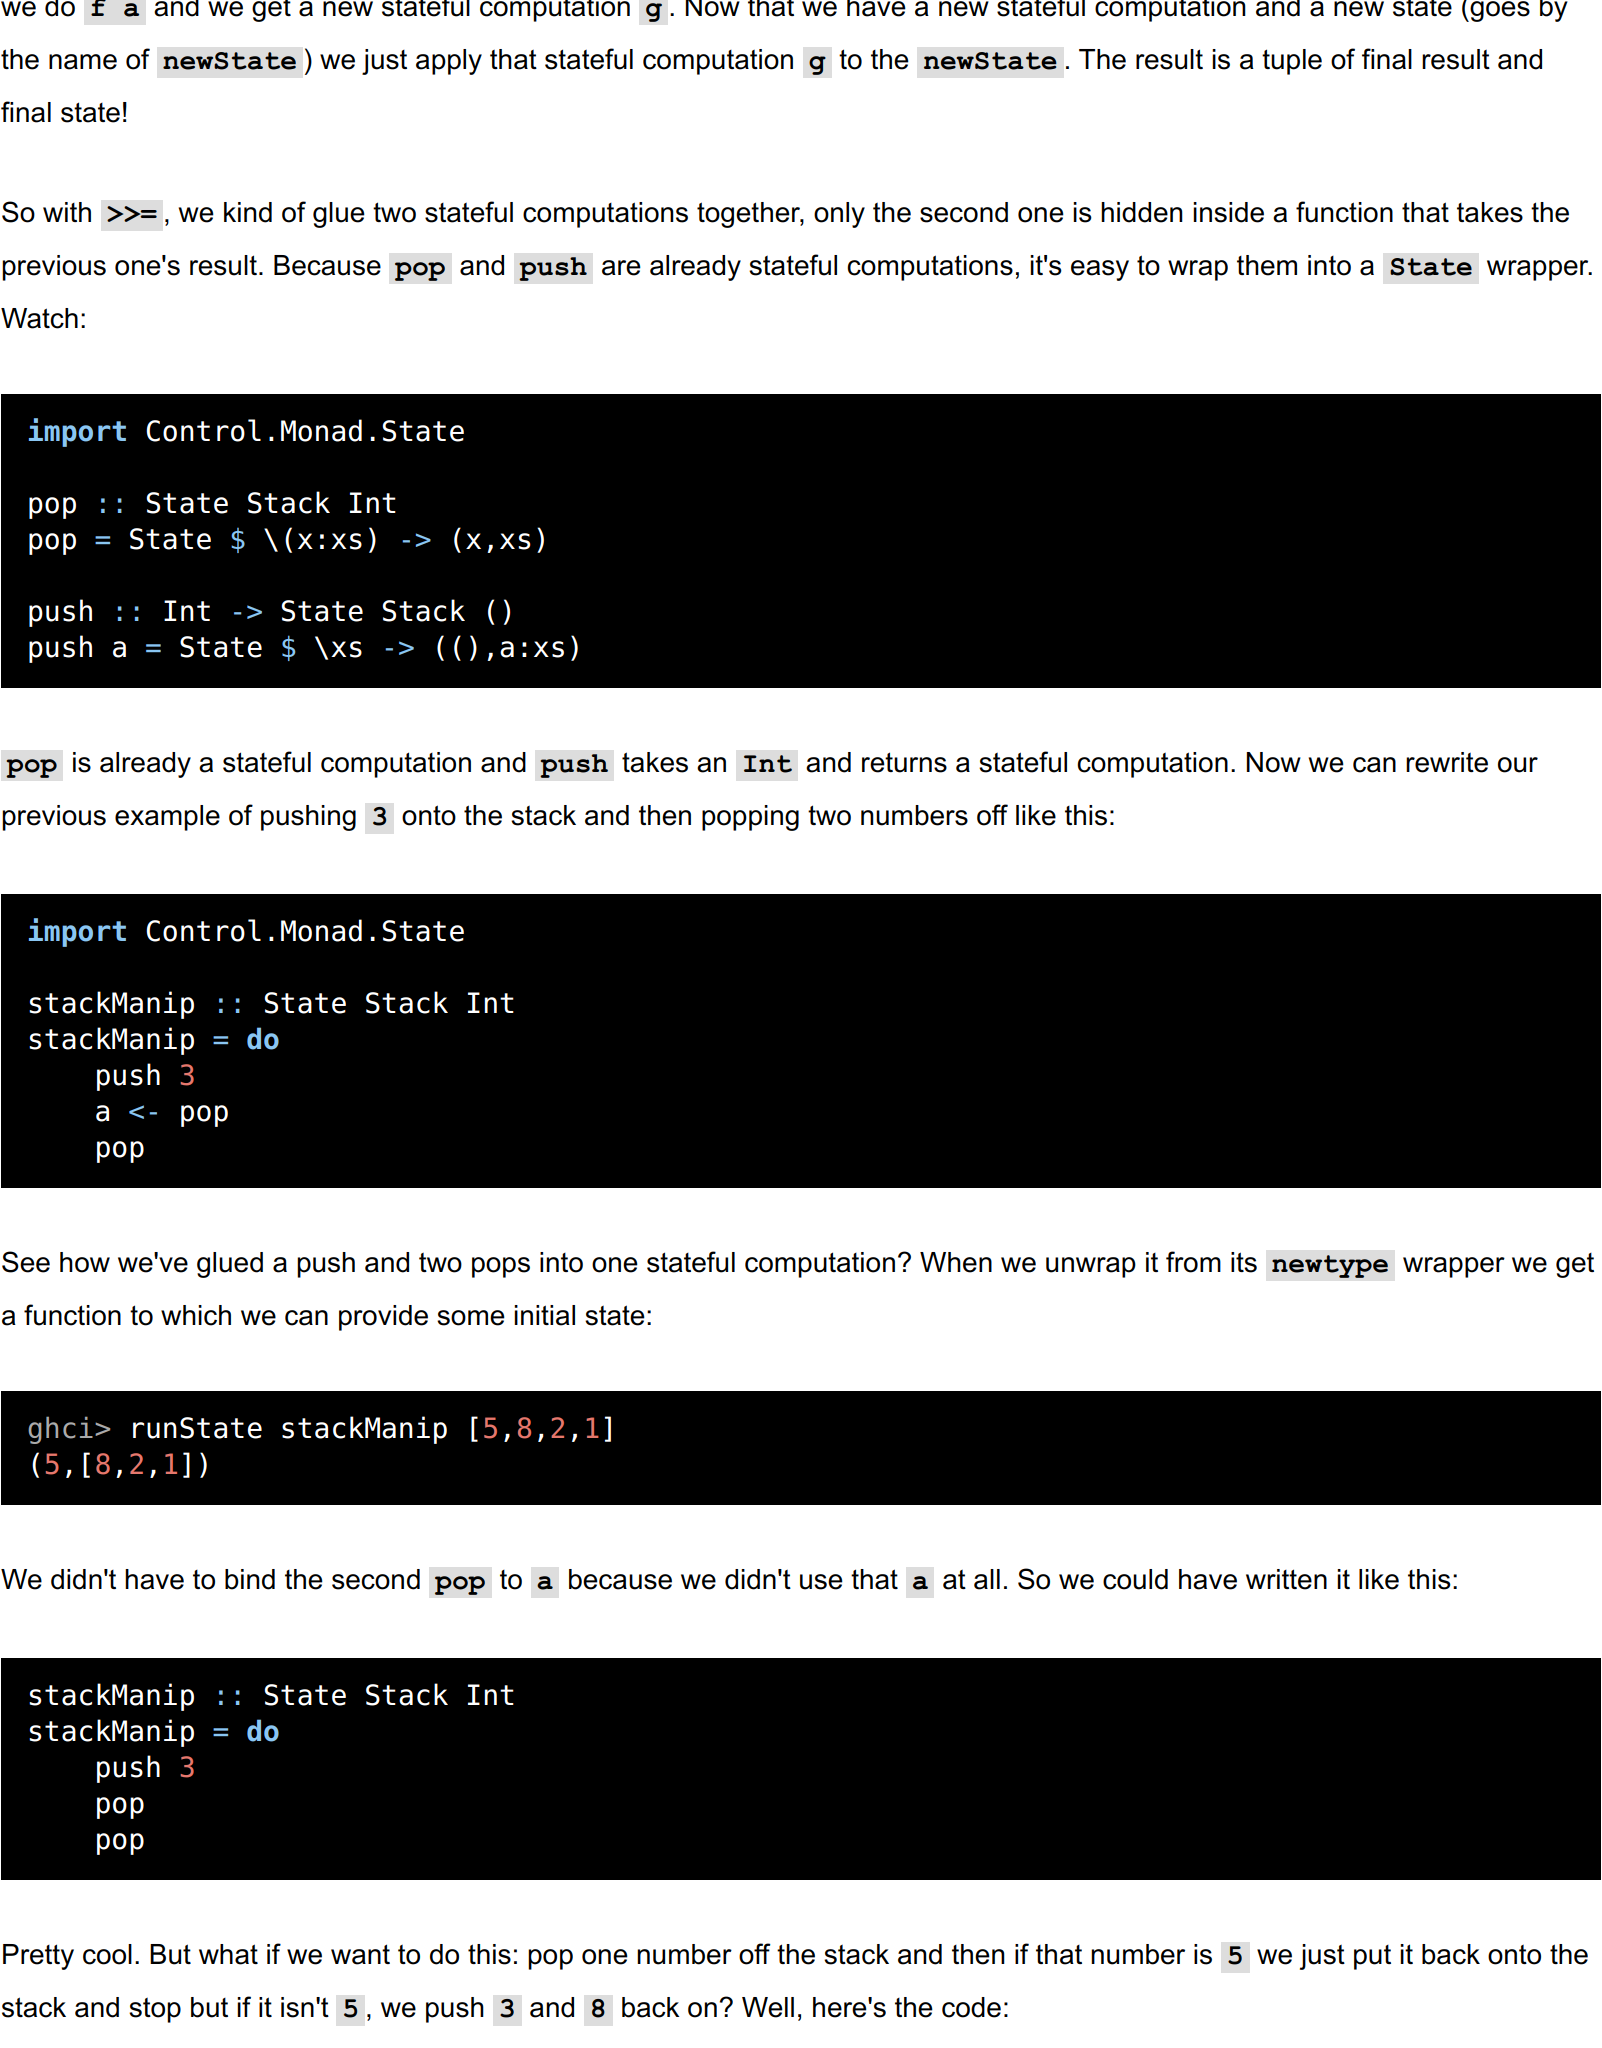 we do f a and we get a new stateful computation g. Now that we have a new stateful computation and a new state (goes by
the name of newState) we just apply that stateful computation g to the newState. The result is a tuple of final result and
final state!
So with >>=, we kind of glue two stateful computations together, only the second one is hidden inside a function that takes the
previous one's result. Because pop and push are already stateful computations, it's easy to wrap them into a State wrapper.
Watch:
import Control.Monad.State
pop :: State Stack Int
pop = State $ \(x:xs) -> (x,xs)
push :: Int -> State Stack ()
push a = State $ \xs -> ((),a:xs)
pop is already a stateful computation and push takes an Int and returns a stateful computation. Now we can rewrite our
previous example of pushing 3 onto the stack and then popping two numbers off like this:
import Control.Monad.State
stackManip :: State Stack Int
stackManip = do
    push 3
    a <- pop
    pop
See how we've glued a push and two pops into one stateful computation? When we unwrap it from its newtype wrapper we get
a function to which we can provide some initial state:
ghci> runState stackManip [5,8,2,1]
(5,[8,2,1])
We didn't have to bind the second pop to a because we didn't use that a at all. So we could have written it like this:
stackManip :: State Stack Int
stackManip = do
    push 3
    pop
    pop
Pretty cool. But what if we want to do this: pop one number off the stack and then if that number is 5 we just put it back onto the
stack and stop but if it isn't 5, we push 3 and 8 back on? Well, here's the code: